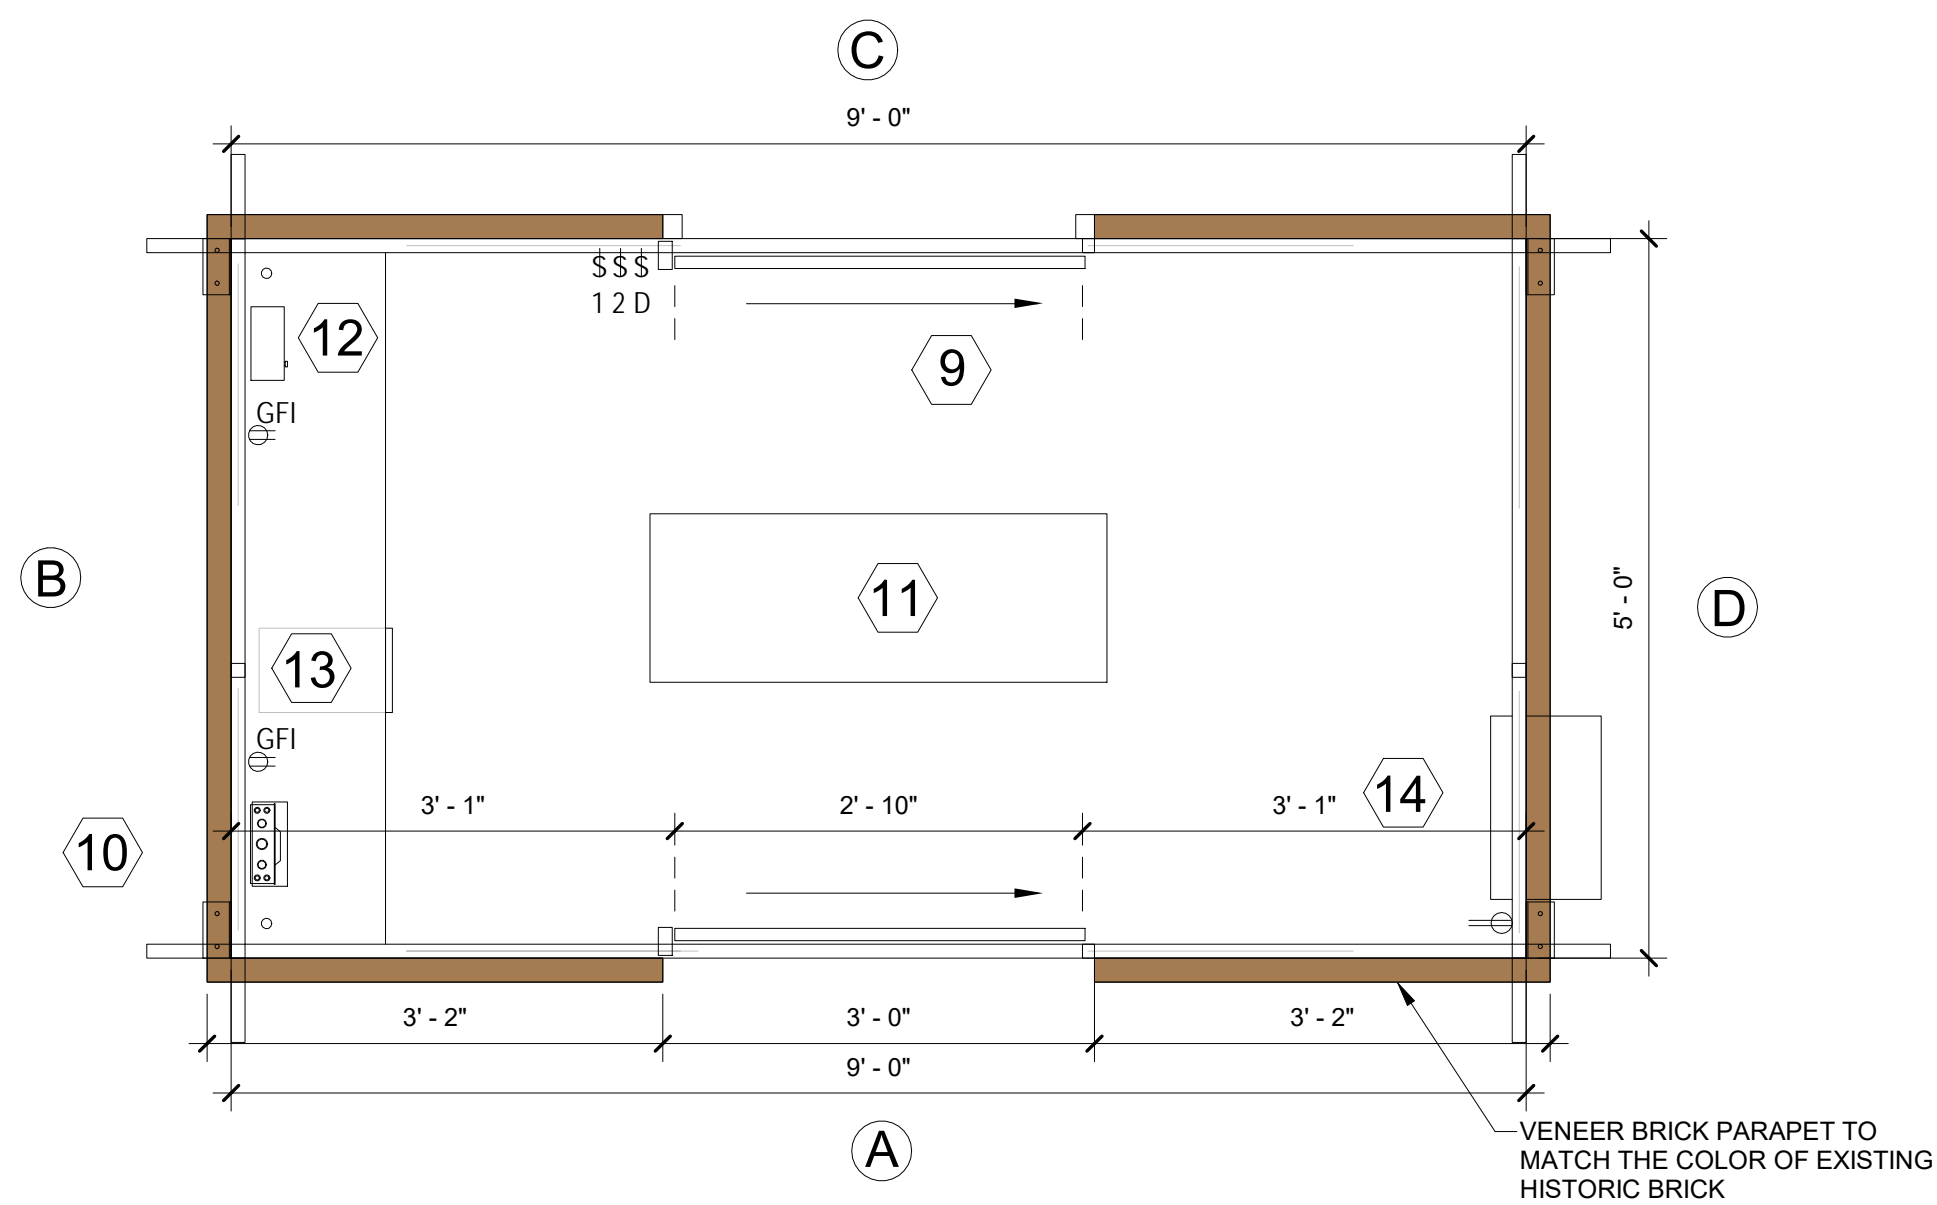 C
9' - 0"
$ $ $
1 2 D
12
9
GFI
B
11
5' - 0"
D
13
GFI
3' - 1"
2' - 10"
3' - 1"
14
10
3' - 2"
3' - 0"
3' - 2"
9' - 0"
A
VENEER BRICK PARAPET TO
MATCH THE COLOR OF EXISTING
HISTORIC BRICK